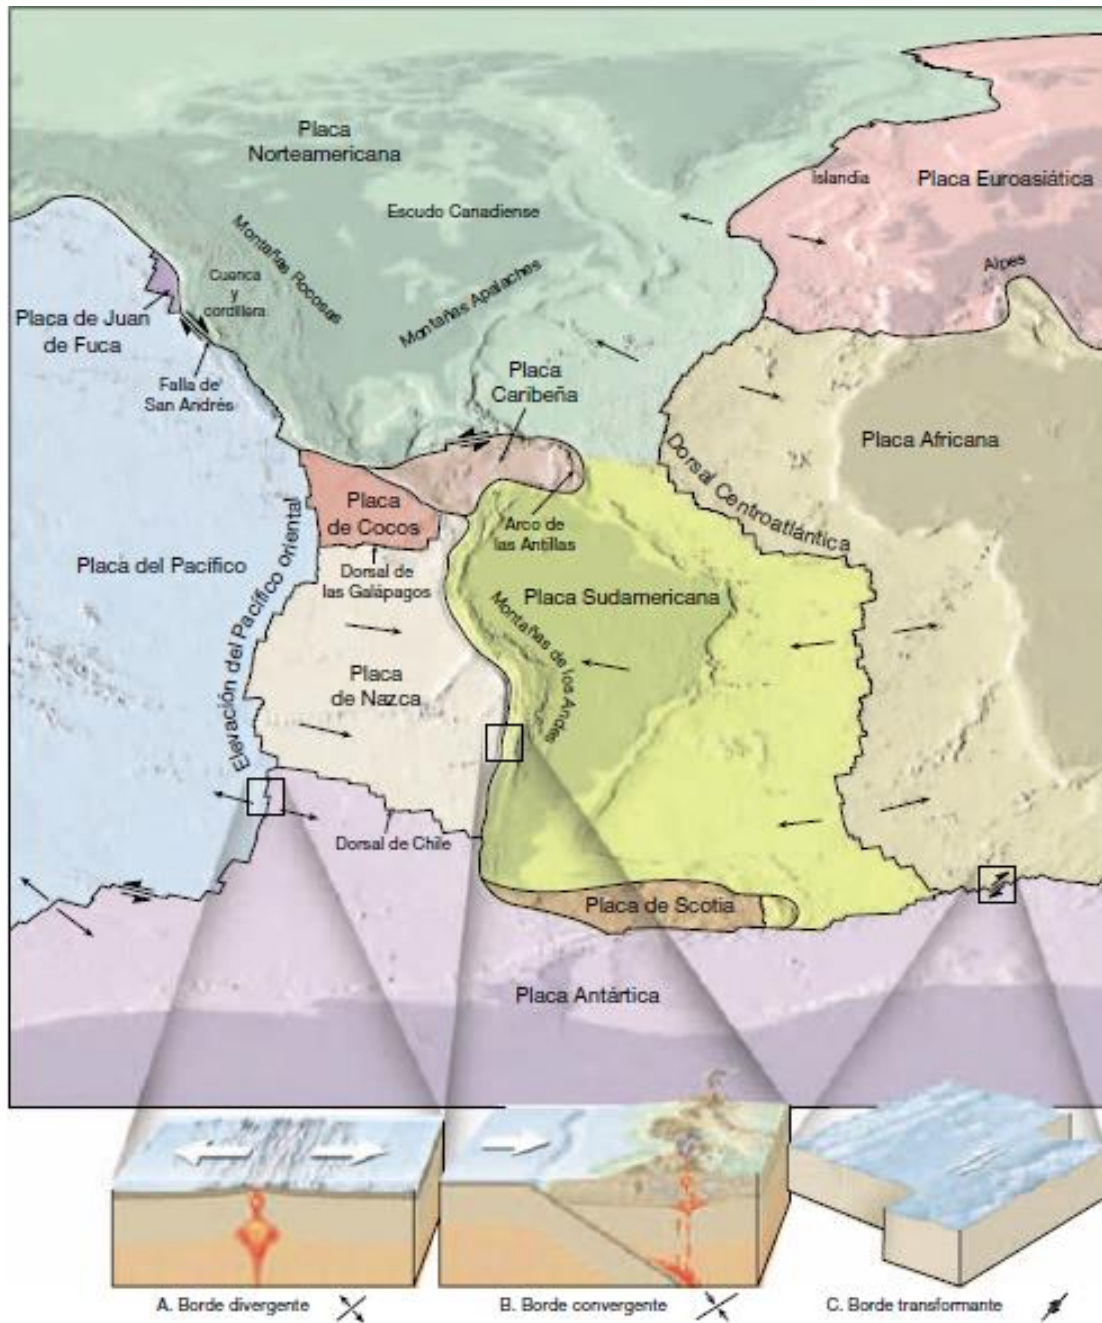 Placa
Norteamericana
Islandia
Placa Euroasiática
Escudo Canadiense
Montañas Rocosas
Cuenca
y
cordillera
Montañas Apalaches
Alpes
Placa de Juan
de Fuca
Falla de
San Andrés
Placa
Caribeña
Placa Africana
Dorsal Centroatlántica
Placa
de Cocos
Arco de
las Antillas
Placa del Pacífico
Elevación del Pacífico oriental
Dorsal de
las Galápagos
Placa Sudamericana
Montañas de los Andes
Placa
de Nazca
Dorsal de Chile
Placa de Scotia
Placa Antártica
A. Borde divergente
B. Borde convergente
C. Borde transformante